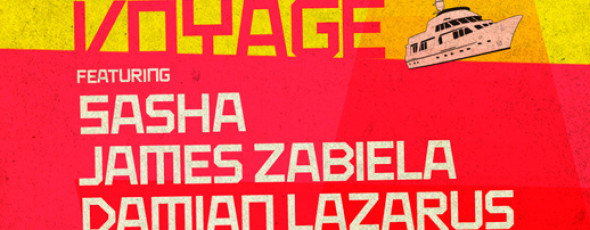 VOYAGE
FEATURING
SASHA
JAMES ZABIELA
DAMIAN LAZARUS